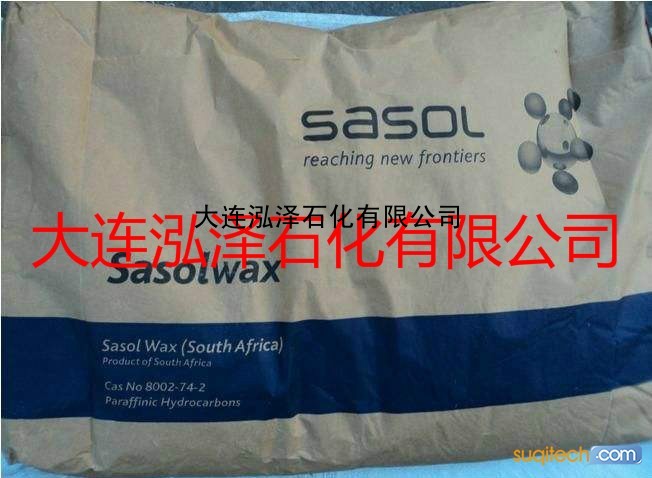 sasol
reaching new frontiers
大连泓泽石化有限公司
大连泓泽石化有限公司
Sasolwax
Sasol Wax (South Africa)
Product of South Africa
Cas No 8002-74-2
Paraffinic Hydrocarbons
sugitech.com